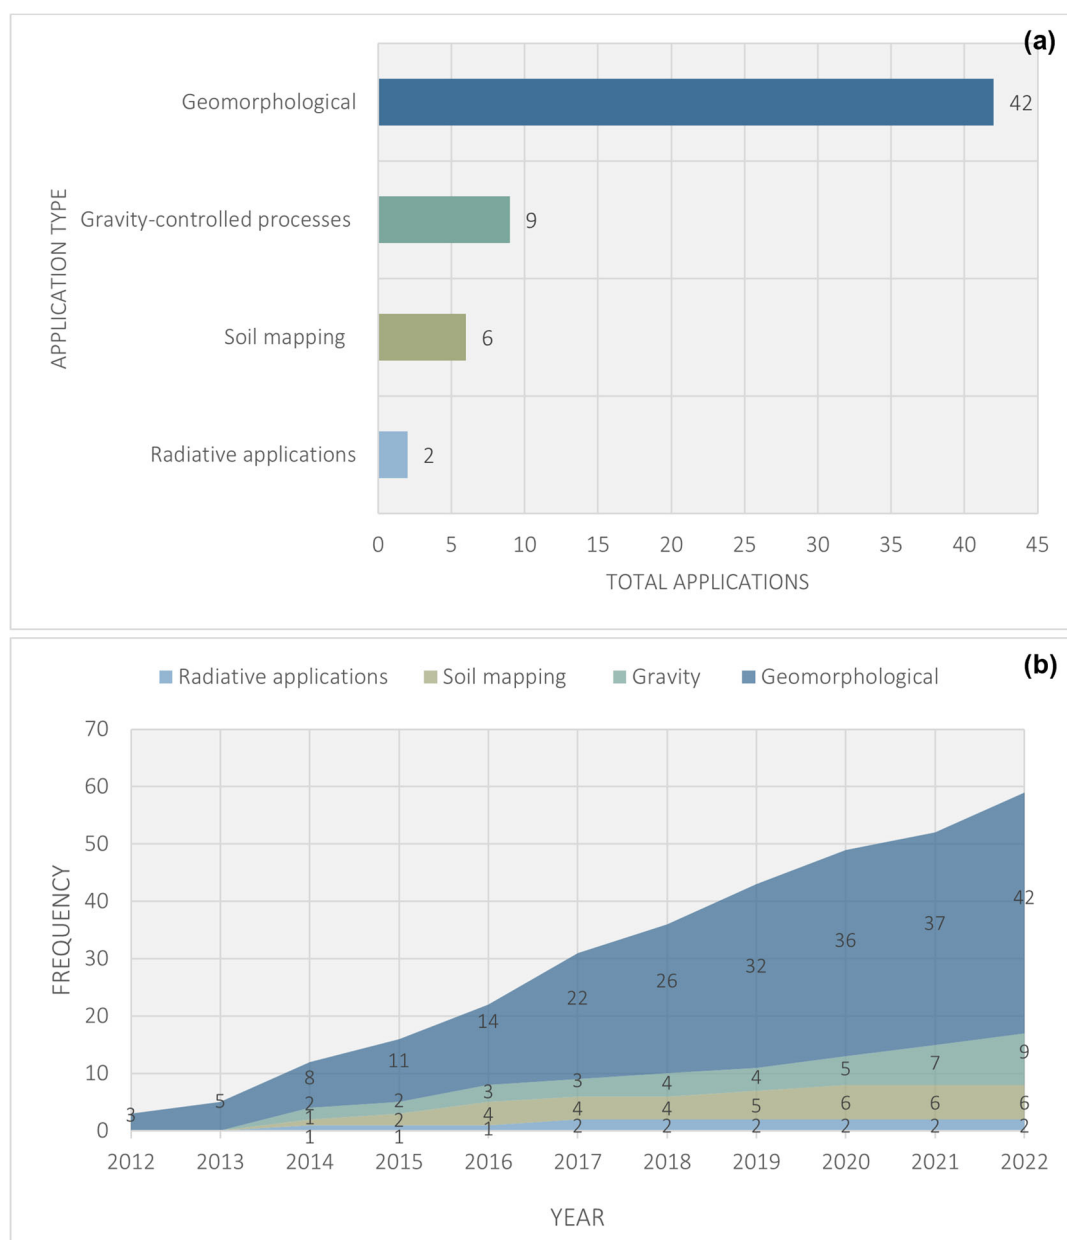 (a)
Geomorphological 42
Gravity-controlled processes 9
Soil mapping 6
Radiative applications 2
APPLICATION TYPE
0 5 10 15 20 25 30 35 40 45
TOTAL APPLICATIONS
(b)
Radiative applications Soil mapping Gravity Geomorphological
FREQUENCY
70
60
50
40
30
20
10
0
3 5 8 11 14 22 26 32 36 37 42
2 2 3 3 4 4 5 7 9
1 2 4 4 4 5 6 6 6
1 1 1 2 2 2 2 2 2
2012 2013 2014 2015 2016 2017 2018 2019 2020 2021 2022
YEAR